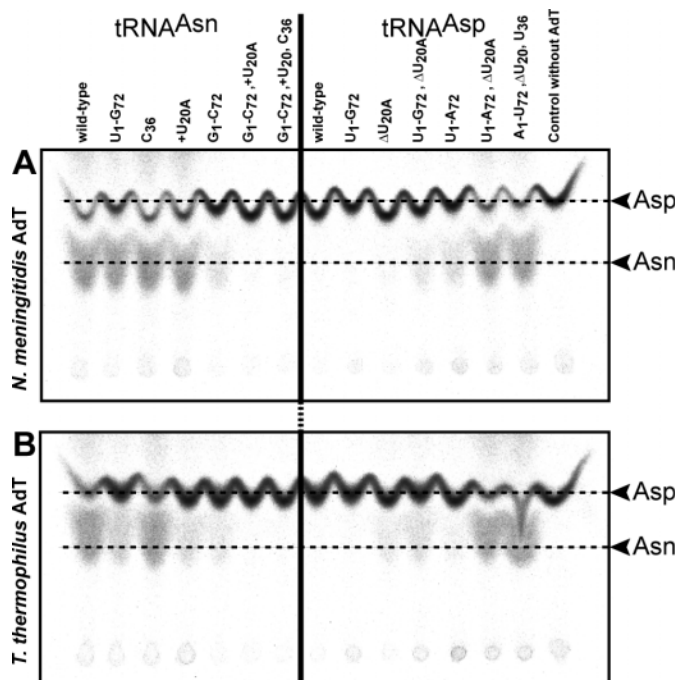 tRNAAsn tRNAAsp
wild-type
U1-G72
C36
+U20A
G1-C72
G1-C72 ,+U20A
G1-C72 ,+U20, C36
wild-type
U1-G72
ΔU20A
U1-G72 , ΔU20A
U1-A72
U1-A72 , ΔU20A
A1-U72 , ΔU20, U36
Control without AdT
A
N. meningitidis AdT
Asp
Asn
B
T. thermophilus AdT
Asp
Asn